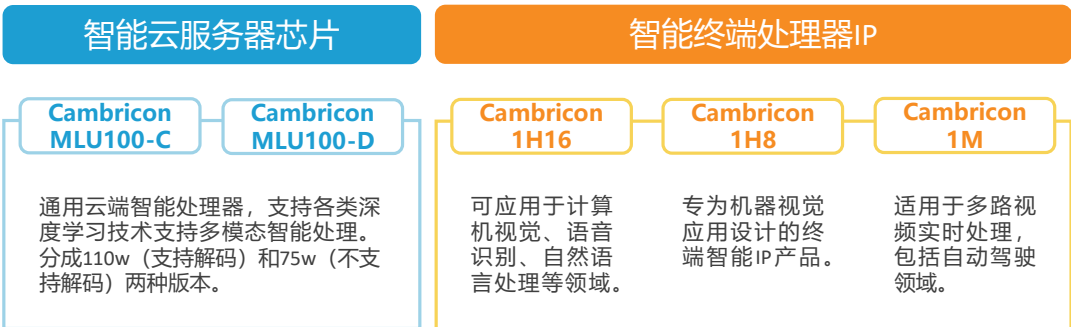 智能云服务器芯片
智能终端处理器IP
Cambricon
MLU100-C
Cambricon
MLU100-D
通用云端智能处理器，支持各类深
度学习技术支持多模态智能处理。
分成110w（支持解码）和75w（不支
持解码）两种版本。
Cambricon
1H16
可应用于计算
机视觉、语音
识别、自然语
言处理等领域。
Cambricon
1H8
专为机器视觉
应用设计的终
端智能IP产品。
Cambricon
1M
适用于多路视
频实时处理，
包括自动驾驶
领域。